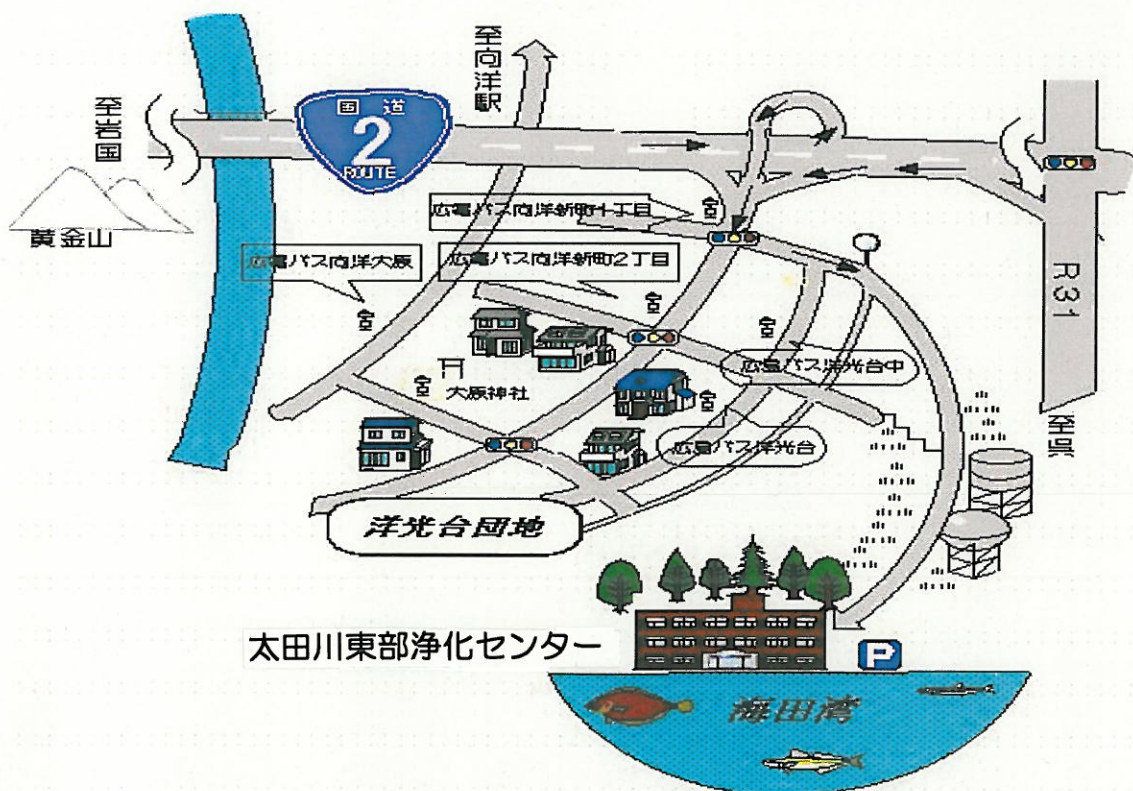 至向洋駅
至岩国
国道
2
ROUTE
黄金山
広電バス向洋新町1丁目
広電バス向洋大原
広電バス向洋新町2丁目
R31
広島バス洋光台中
大原神社
至呉
広島バス洋光台
洋光台団地
太田川東部浄化センター
P
海田湾